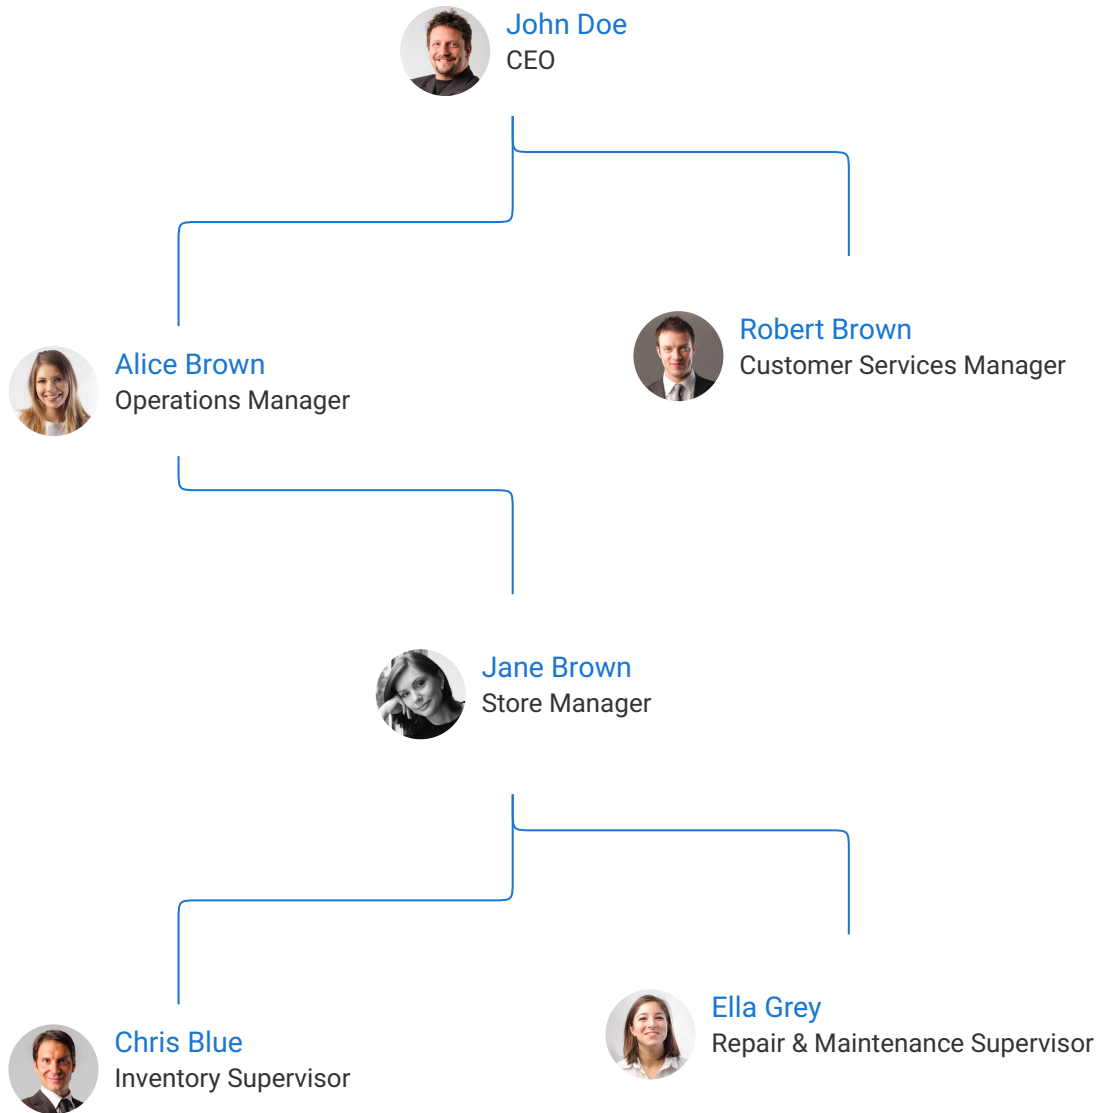 John Doe
CEO
Alice Brown
Operations Manager
Robert Brown
Customer Services Manager
Jane Brown
Store Manager
Chris Blue
Inventory Supervisor
Ella Grey
Repair & Maintenance Supervisor